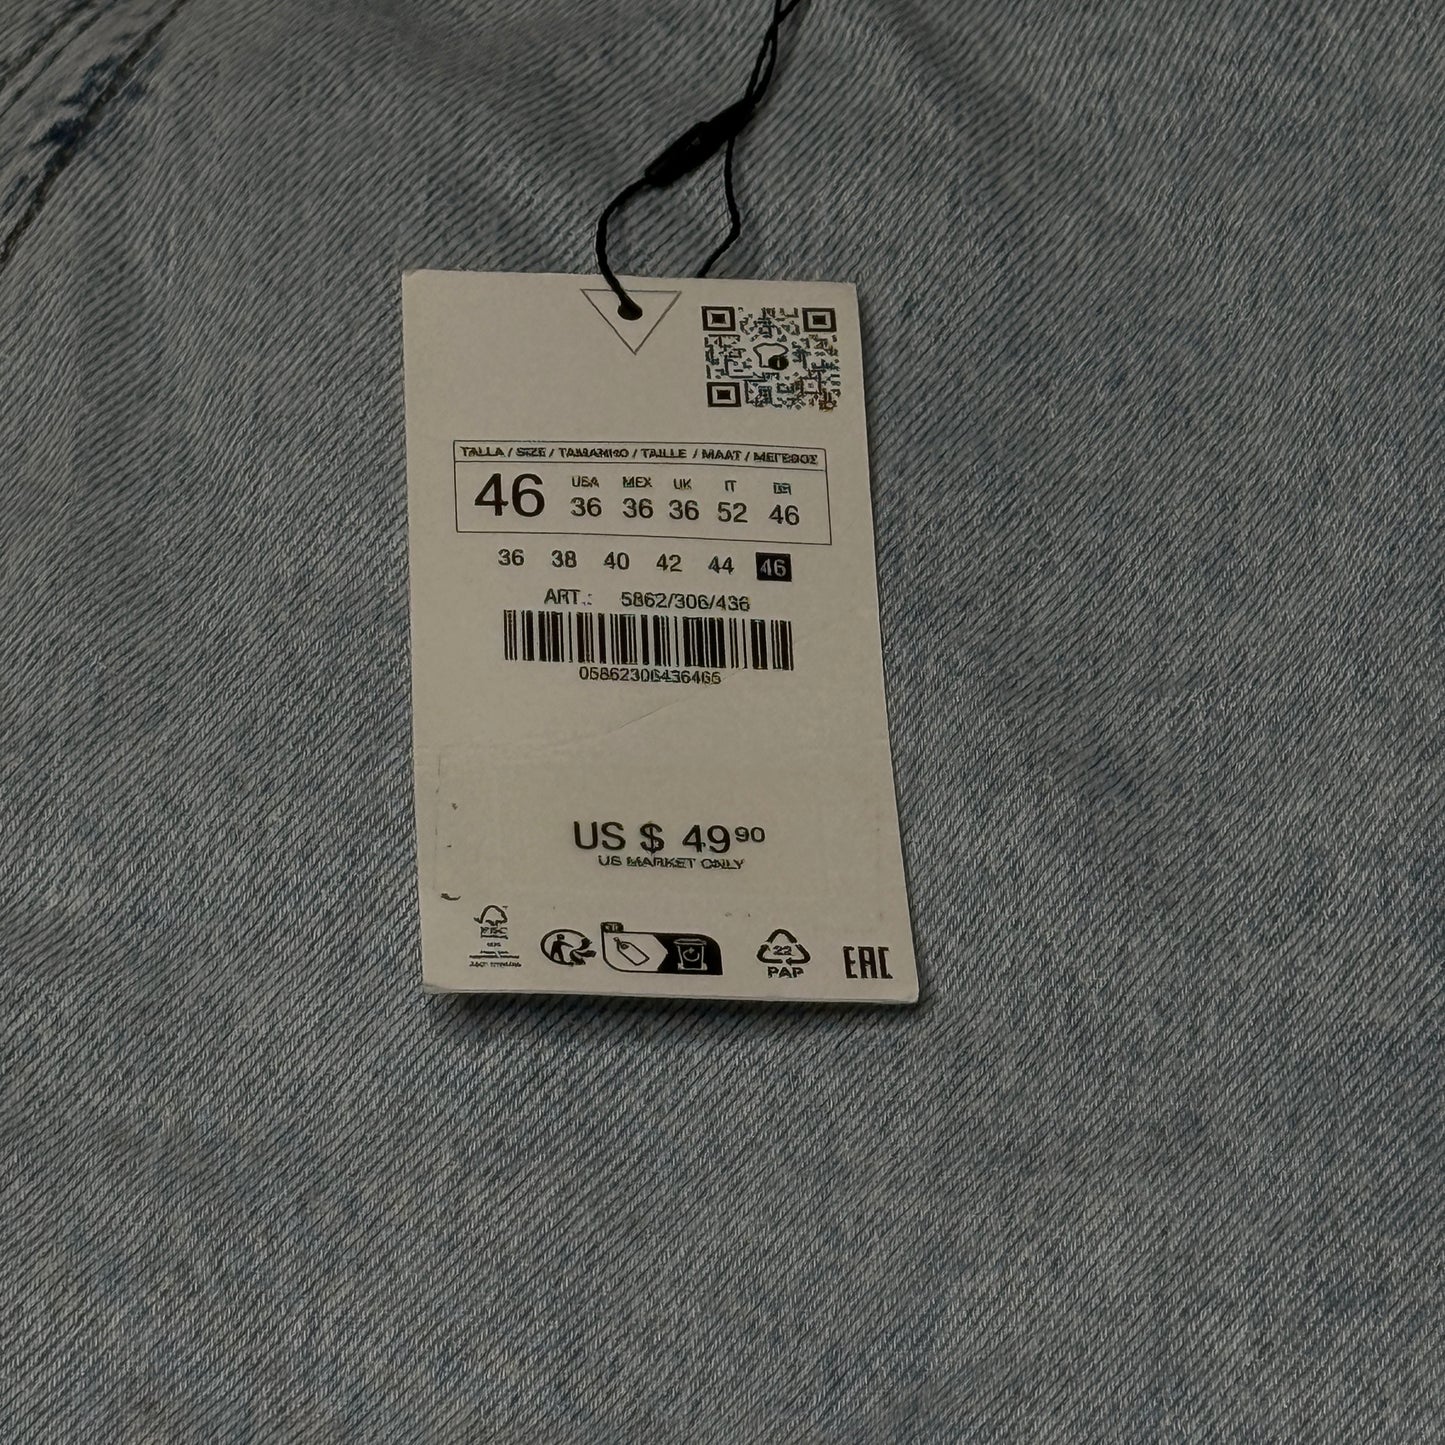 TALLA / SIZE / TAMANHO / TAILLE / MAAT / ΜΕΓΕΘΟΣ
46 USA 36 MEX 36 UK 36 IT 52 46
36 38 40 42 44 46
ART.: 5862/306/436
05862306436465
US $ 49 90
US MARKET ONLY
22
PAP
EAC